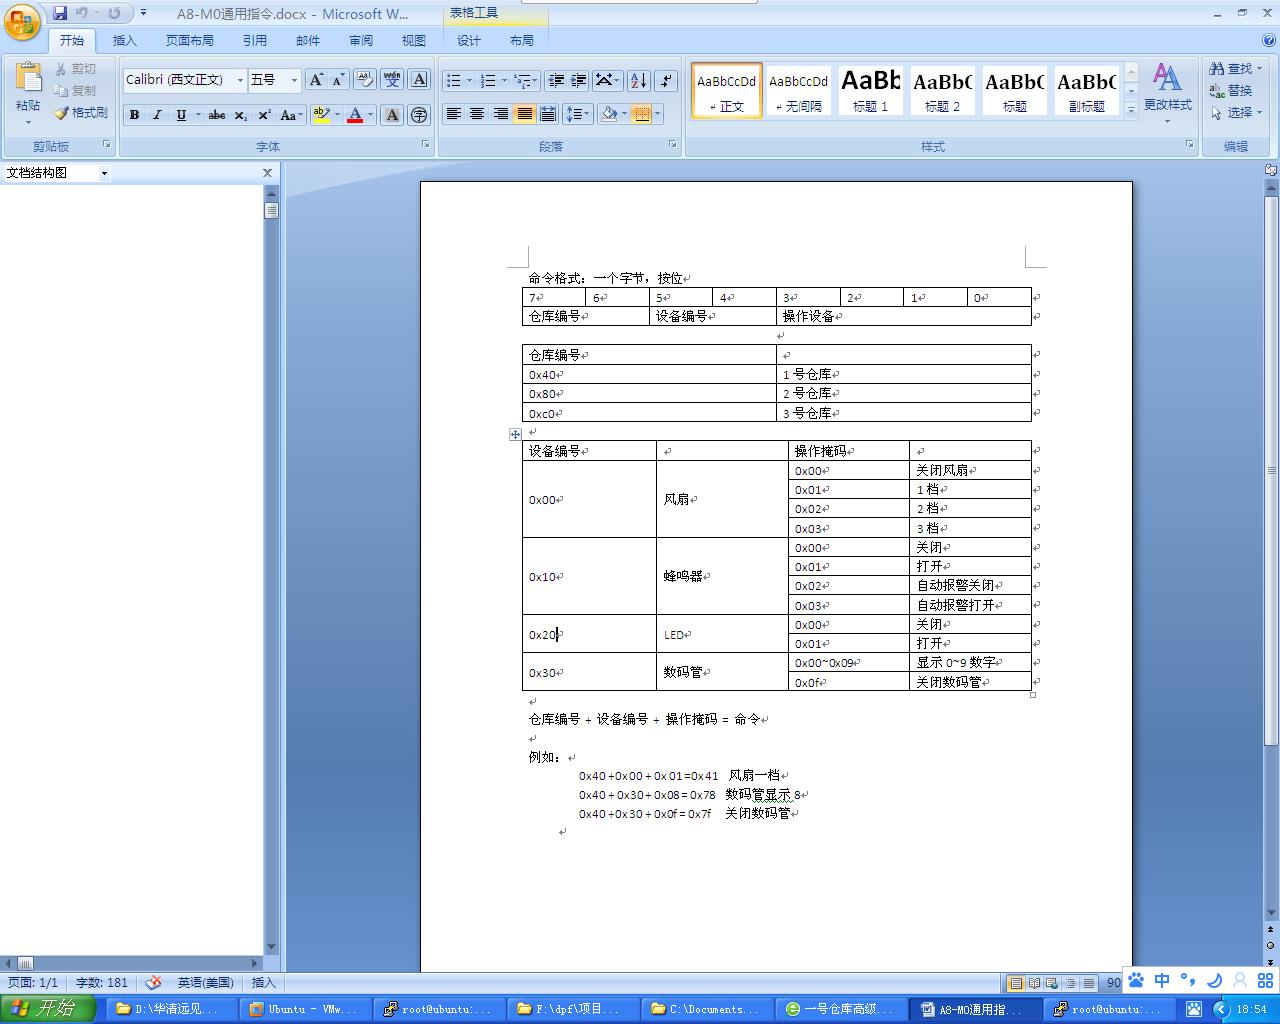 A8-M0通用指令.docx - Microsoft W...
表格工具
开始 插入 页面布局 引用 邮件 审阅 视图 设计 布局
粘贴
剪切
复制
格式刷
剪贴板
Calibri (西文正文) 五号
字体
段落
AaBbCcDd AaBbCcDd AaBb AaBbC AaBbC AaBbC
正文 无间隔 标题 1 标题 2 标题 副标题
更改样式
样式
查找
替换
选择
编辑
文档结构图
命令格式：一个字节，按位
7 6 5 4 3 2 1 0
仓库编号 设备编号 操作设备
仓库编号
0x40 1 号仓库
0x80 2 号仓库
0xc0 3 号仓库
设备编号 操作掩码
0x00 风扇 0x00 关闭风扇
0x01 1 档
0x02 2 档
0x03 3 档
0x10 蜂鸣器 0x00 关闭
0x01 打开
0x02 自动报警关闭
0x03 自动报警打开
0x20 LED 0x00 关闭
0x01 打开
0x30 数码管 0x00~0x09 显示 0~9 数字
0x0f 关闭数码管
仓库编号 + 设备编号 + 操作掩码 = 命令
例如：
0x40 +0x00 + 0x 01 =0x41 风扇一档
0x40 + 0x30 + 0x08 = 0x78 数码管显示 8
0x40 +0x30 + 0x0f = 0x7f 关闭数码管
页面: 1/1 字数: 181 英语(美国) 插入 90
中
开始 D:\华清远见... Ubuntu - VMw... root@ubuntu:... F:\dpf\项目... C:\Documents... 一号仓库高级... A8-M0通用指... root@ubuntu:... 18:54